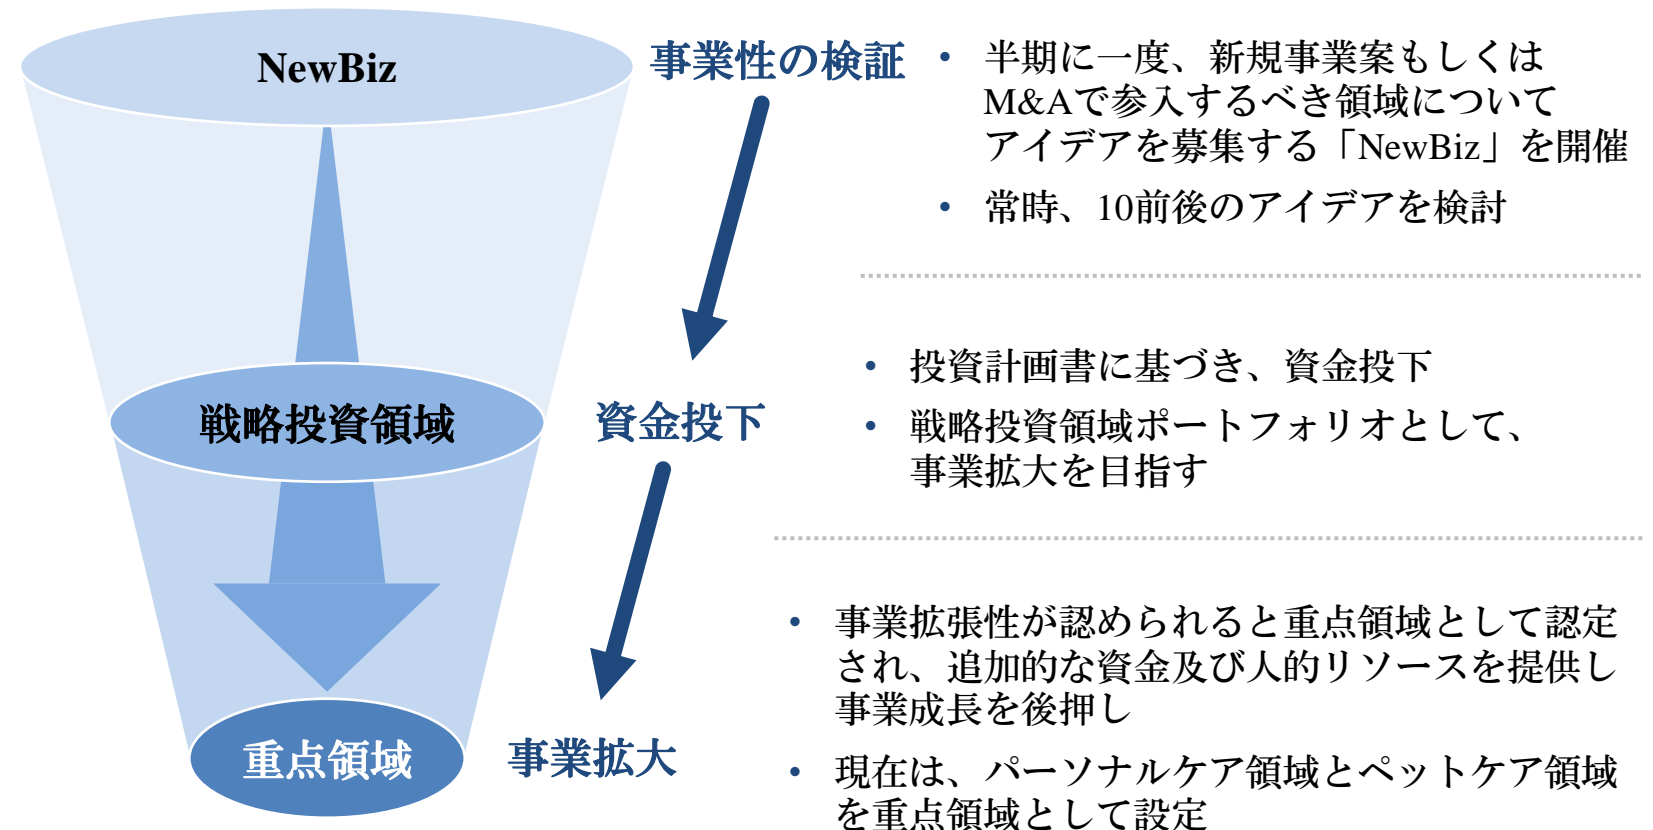 NewBiz
事業性の検証
• 半期に一度、新規事業案もしくは
M&Aで参入するべき領域について
アイデアを募集する「NewBiz」を開催
• 常時、10前後のアイデアを検討
戦略投資領域
資金投下
• 投資計画書に基づき、資金投下
• 戦略投資領域ポートフォリオとして、
事業拡大を目指す
重点領域
事業拡大
• 事業拡張性が認められると重点領域として認定
され、追加的な資金及び人的リソースを提供し
事業成長を後押し
• 現在は、パーソナルケア領域とペットケア領域
を重点領域として設定